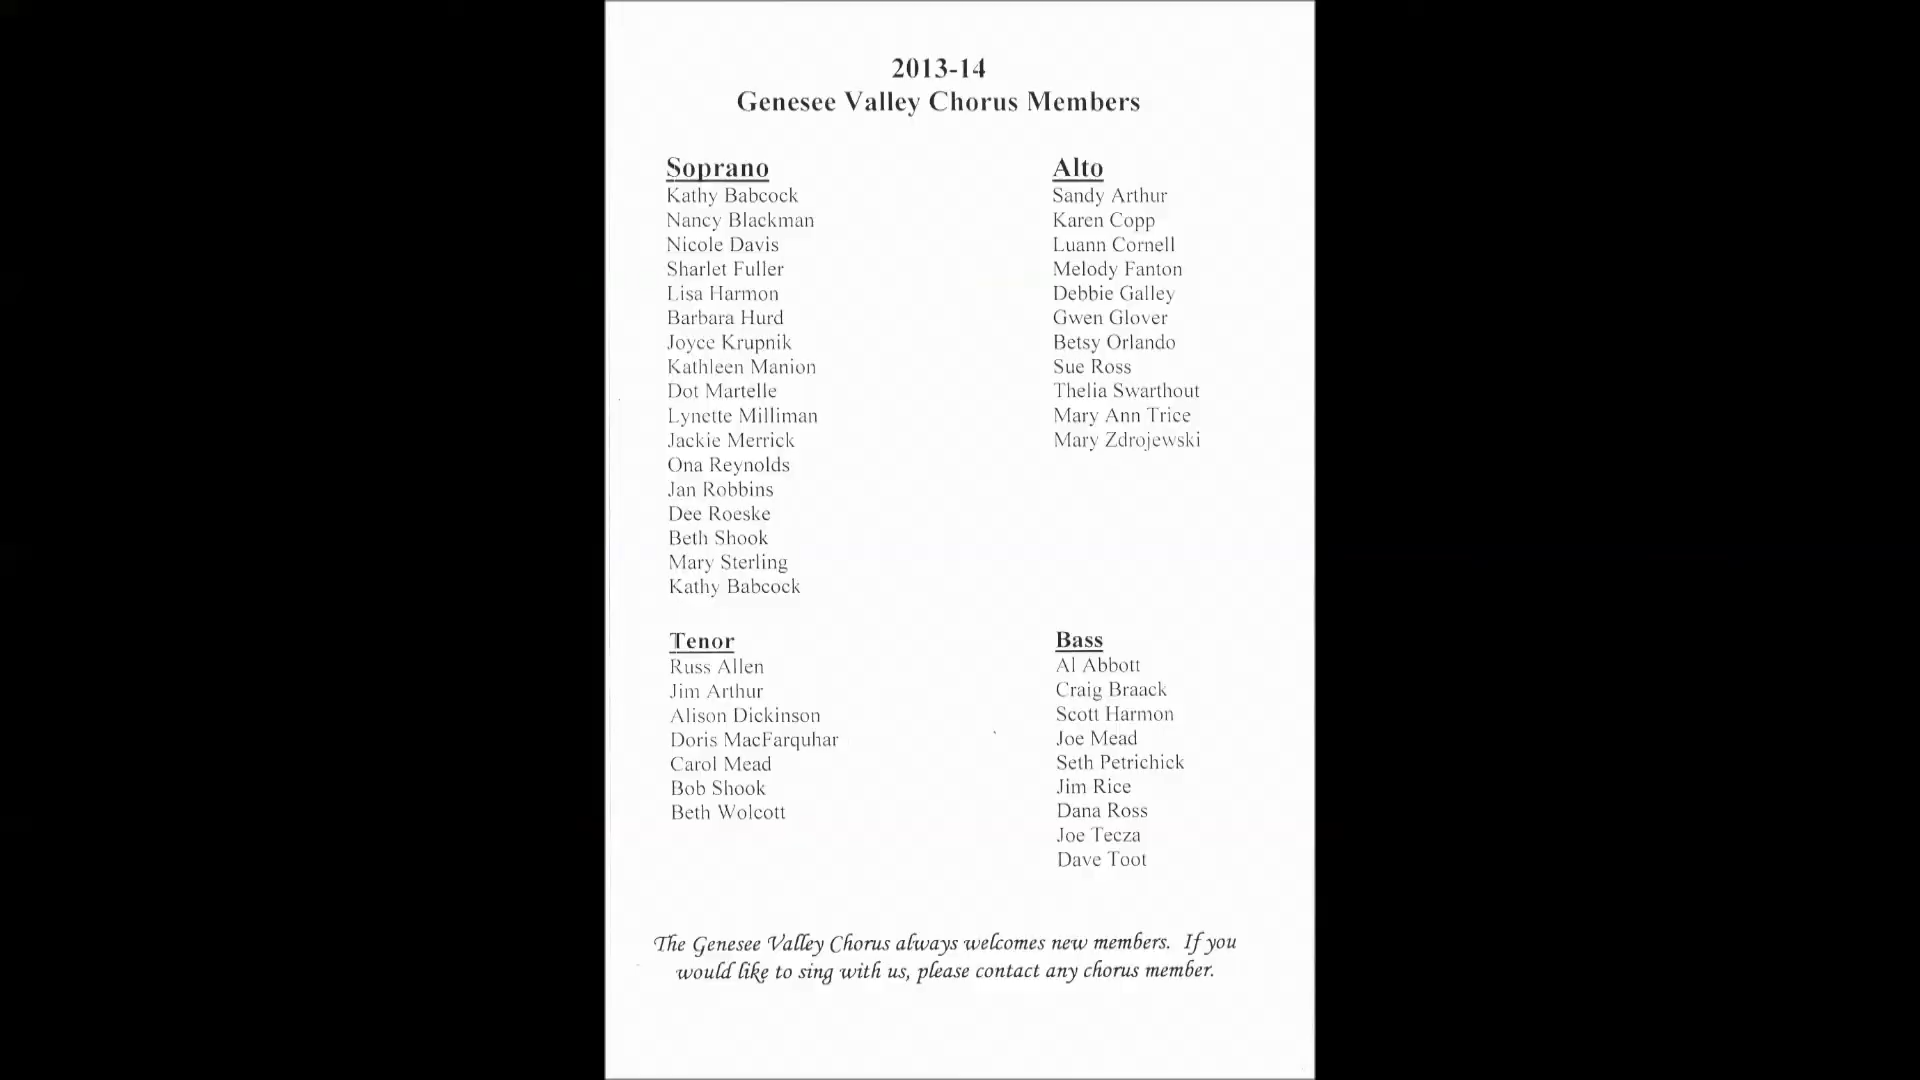 2013-14
Genesee Valley Chorus Members
Soprano
Kathy Babcock
Nancy Blackman
Nicole Davis
Sharlet Fuller
Lisa Harmon
Barbara Hurd
Joyce Krupnik
Kathleen Manion
Dot Martelle
Lynette Milliman
Jackie Merrick
Ona Reynolds
Jan Robbins
Dee Roeske
Beth Shook
Mary Sterling
Kathy Babcock
Alto
Sandy Arthur
Karen Copp
Luann Cornell
Melody Fanton
Debbie Galley
Gwen Glover
Betsy Orlando
Sue Ross
Thelia Swarthout
Mary Ann Trice
Mary Zdrojewski
Tenor
Russ Allen
Jim Arthur
Alison Dickinson
Doris MacFarquhar
Carol Mead
Bob Shook
Beth Wolcott
Bass
Al Abbott
Craig Braack
Scott Harmon
Joe Mead
Seth Petrichick
Jim Rice
Dana Ross
Joe Tecza
Dave Toot
The Genesee Valley Chorus always welcomes new members. If you
would like to sing with us, please contact any chorus member.